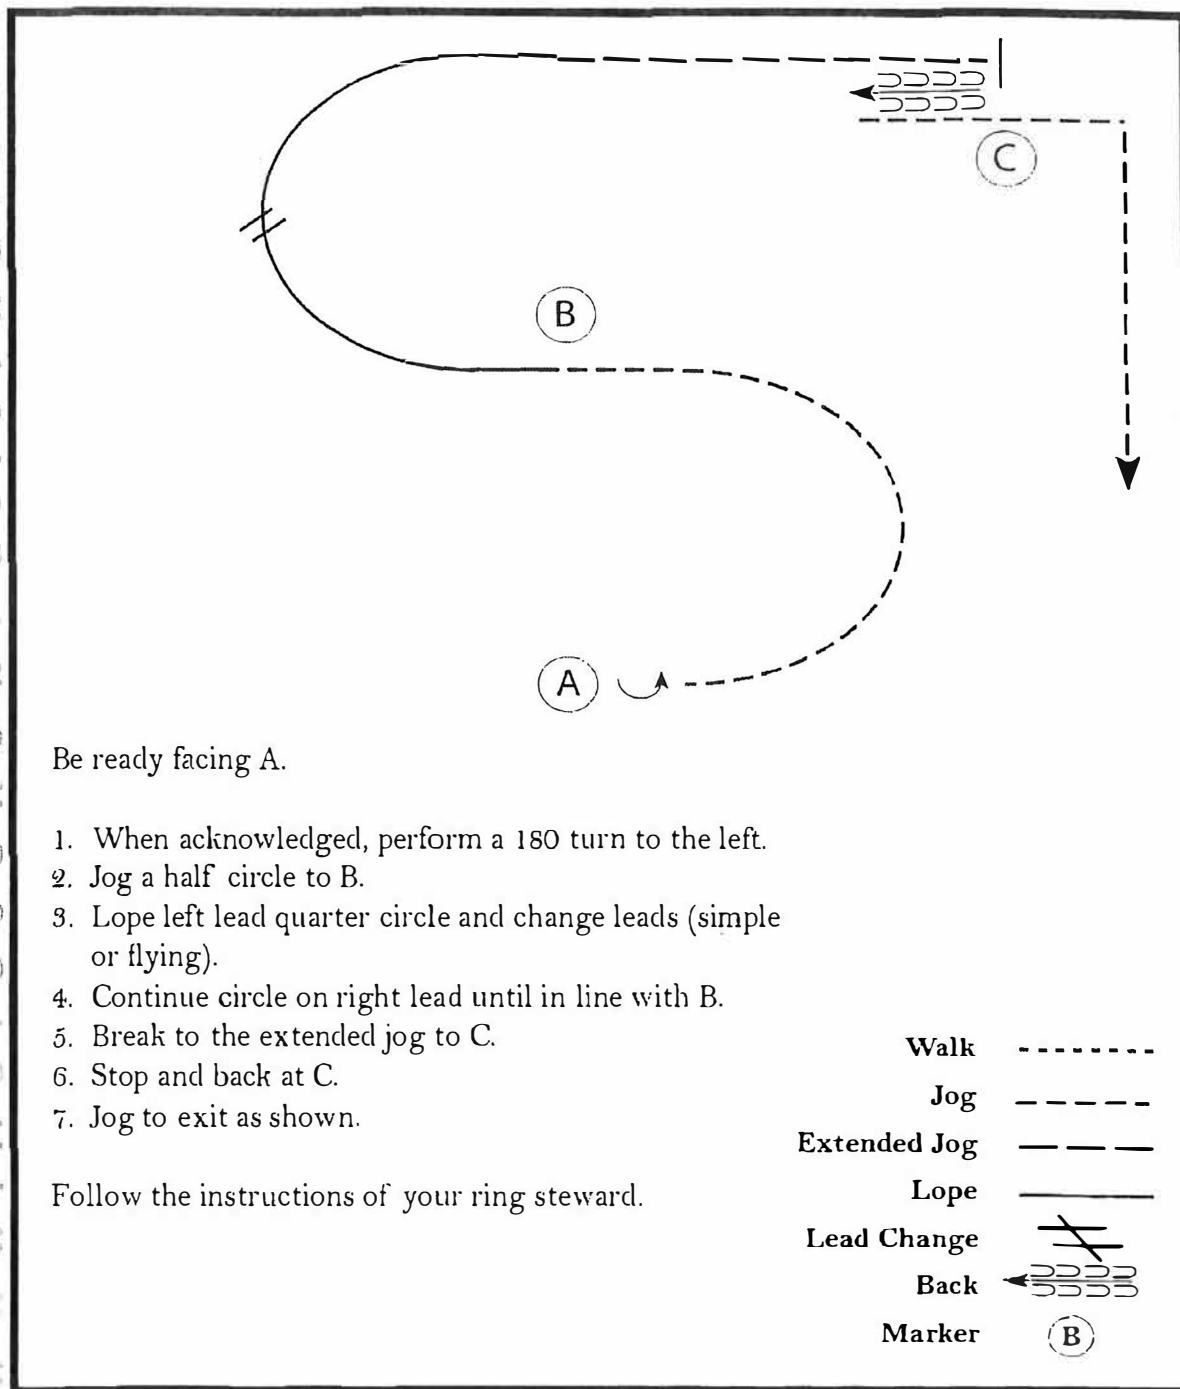 C
B
A
Be ready facing A.
1. When acknowledged, perform a 180 turn to the left.
2. Jog a half circle to B.
3. Lope left lead quarter circle and change leads (simple
or flying).
4. Continue circle on right lead until in line with B.
5. Break to the extended jog to C.
6. Stop and back at C.
7. Jog to exit as shown.
Follow the instructions of your ring steward.
Walk
Jog
Extended Jog
Lope
Lead Change
Back
Marker B